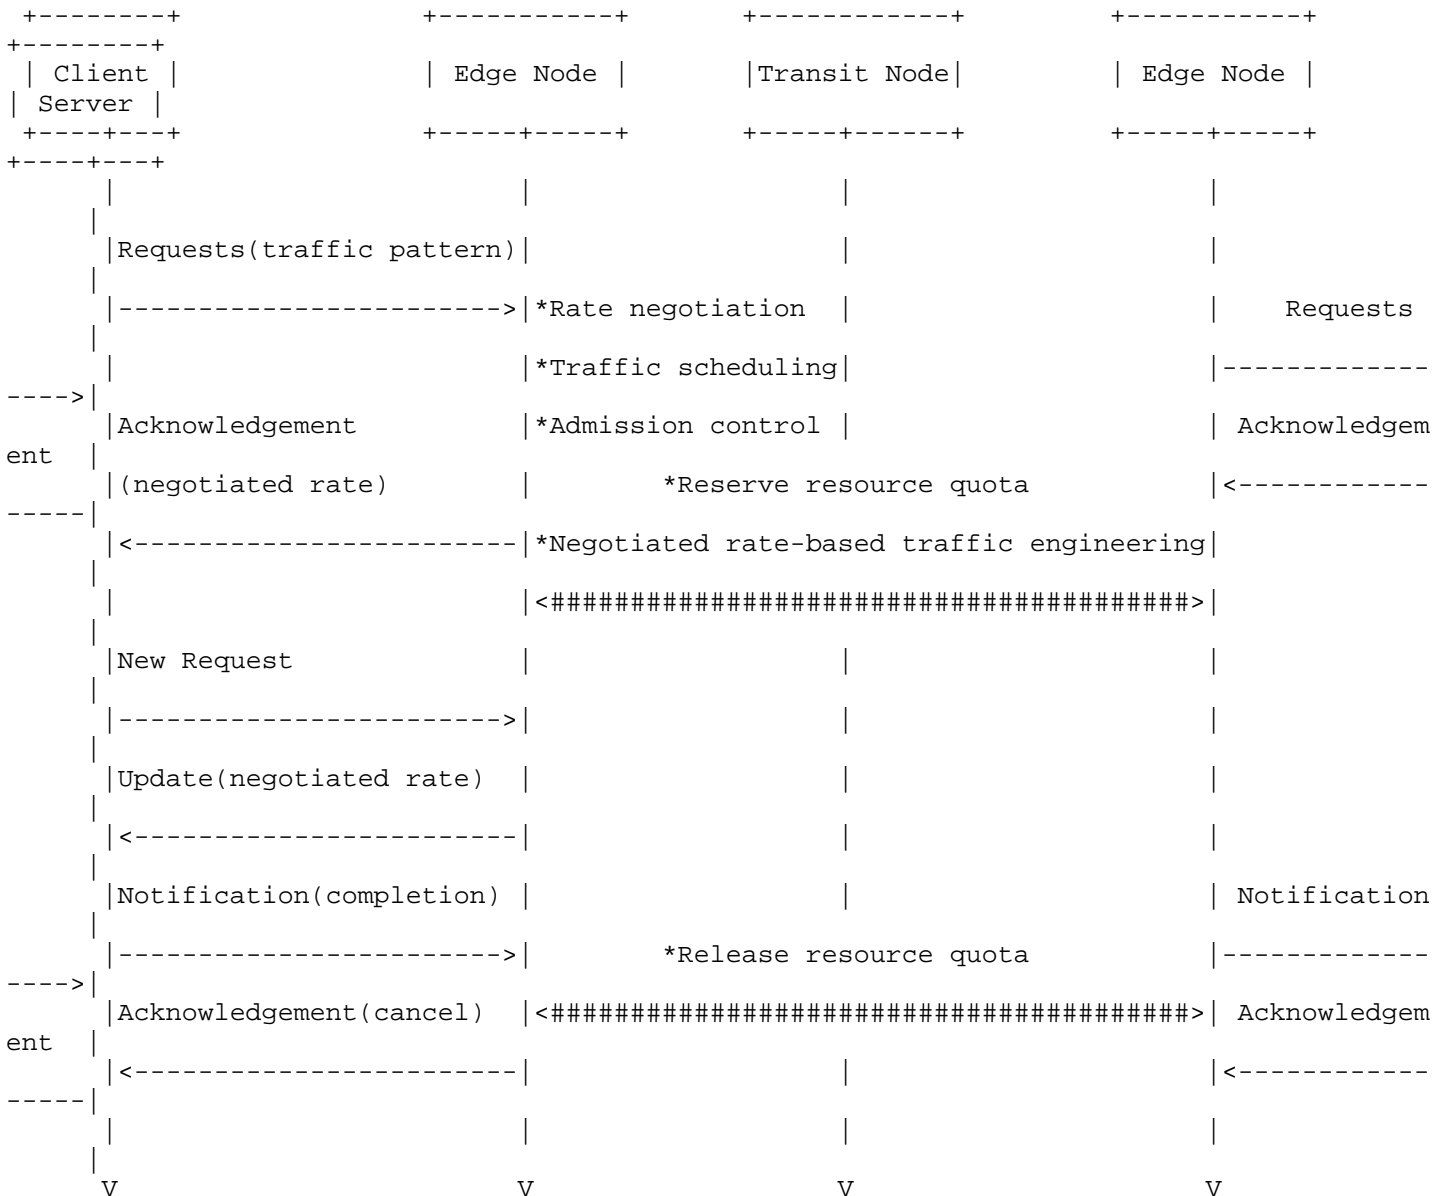 +--------+                +-----------+       +------------+          +-----------+
+--------+
 | Client |                | Edge Node |       |Transit Node|          | Edge Node |
| Server |
 +----+---+                +-----+-----+       +-----+------+          +-----+-----+
+----+---+
      |                         |                   |                      |
     |
      |Requests(traffic pattern)|                   |                      |
     |
      |------------------------>|*Rate negotiation  |                      |    Requests
     |
      |                         |*Traffic scheduling|                      |-------------
---->|
      |Acknowledgement          |*Admission control |                      | Acknowledgem
ent  |
      |(negotiated rate)        |        *Reserve resource quota           |<------------
-----|
      |<------------------------|*Negotiated rate-based traffic engineering|
     |
      |                         |<########################################>|
     |
      |New Request              |                   |                      |
     |
      |------------------------>|                   |                      |
     |
      |Update(negotiated rate)  |                   |                      |
     |
      |<------------------------|                   |                      |
     |
      |Notification(completion) |                   |                      | Notification
     |
      |------------------------>|        *Release resource quota           |-------------
---->|
      |Acknowledgement(cancel)  |<########################################>| Acknowledgem
ent  |
      |<------------------------|                   |                      |<------------
-----|
      |                         |                   |                      |
     |
      V                         V                   V                      V